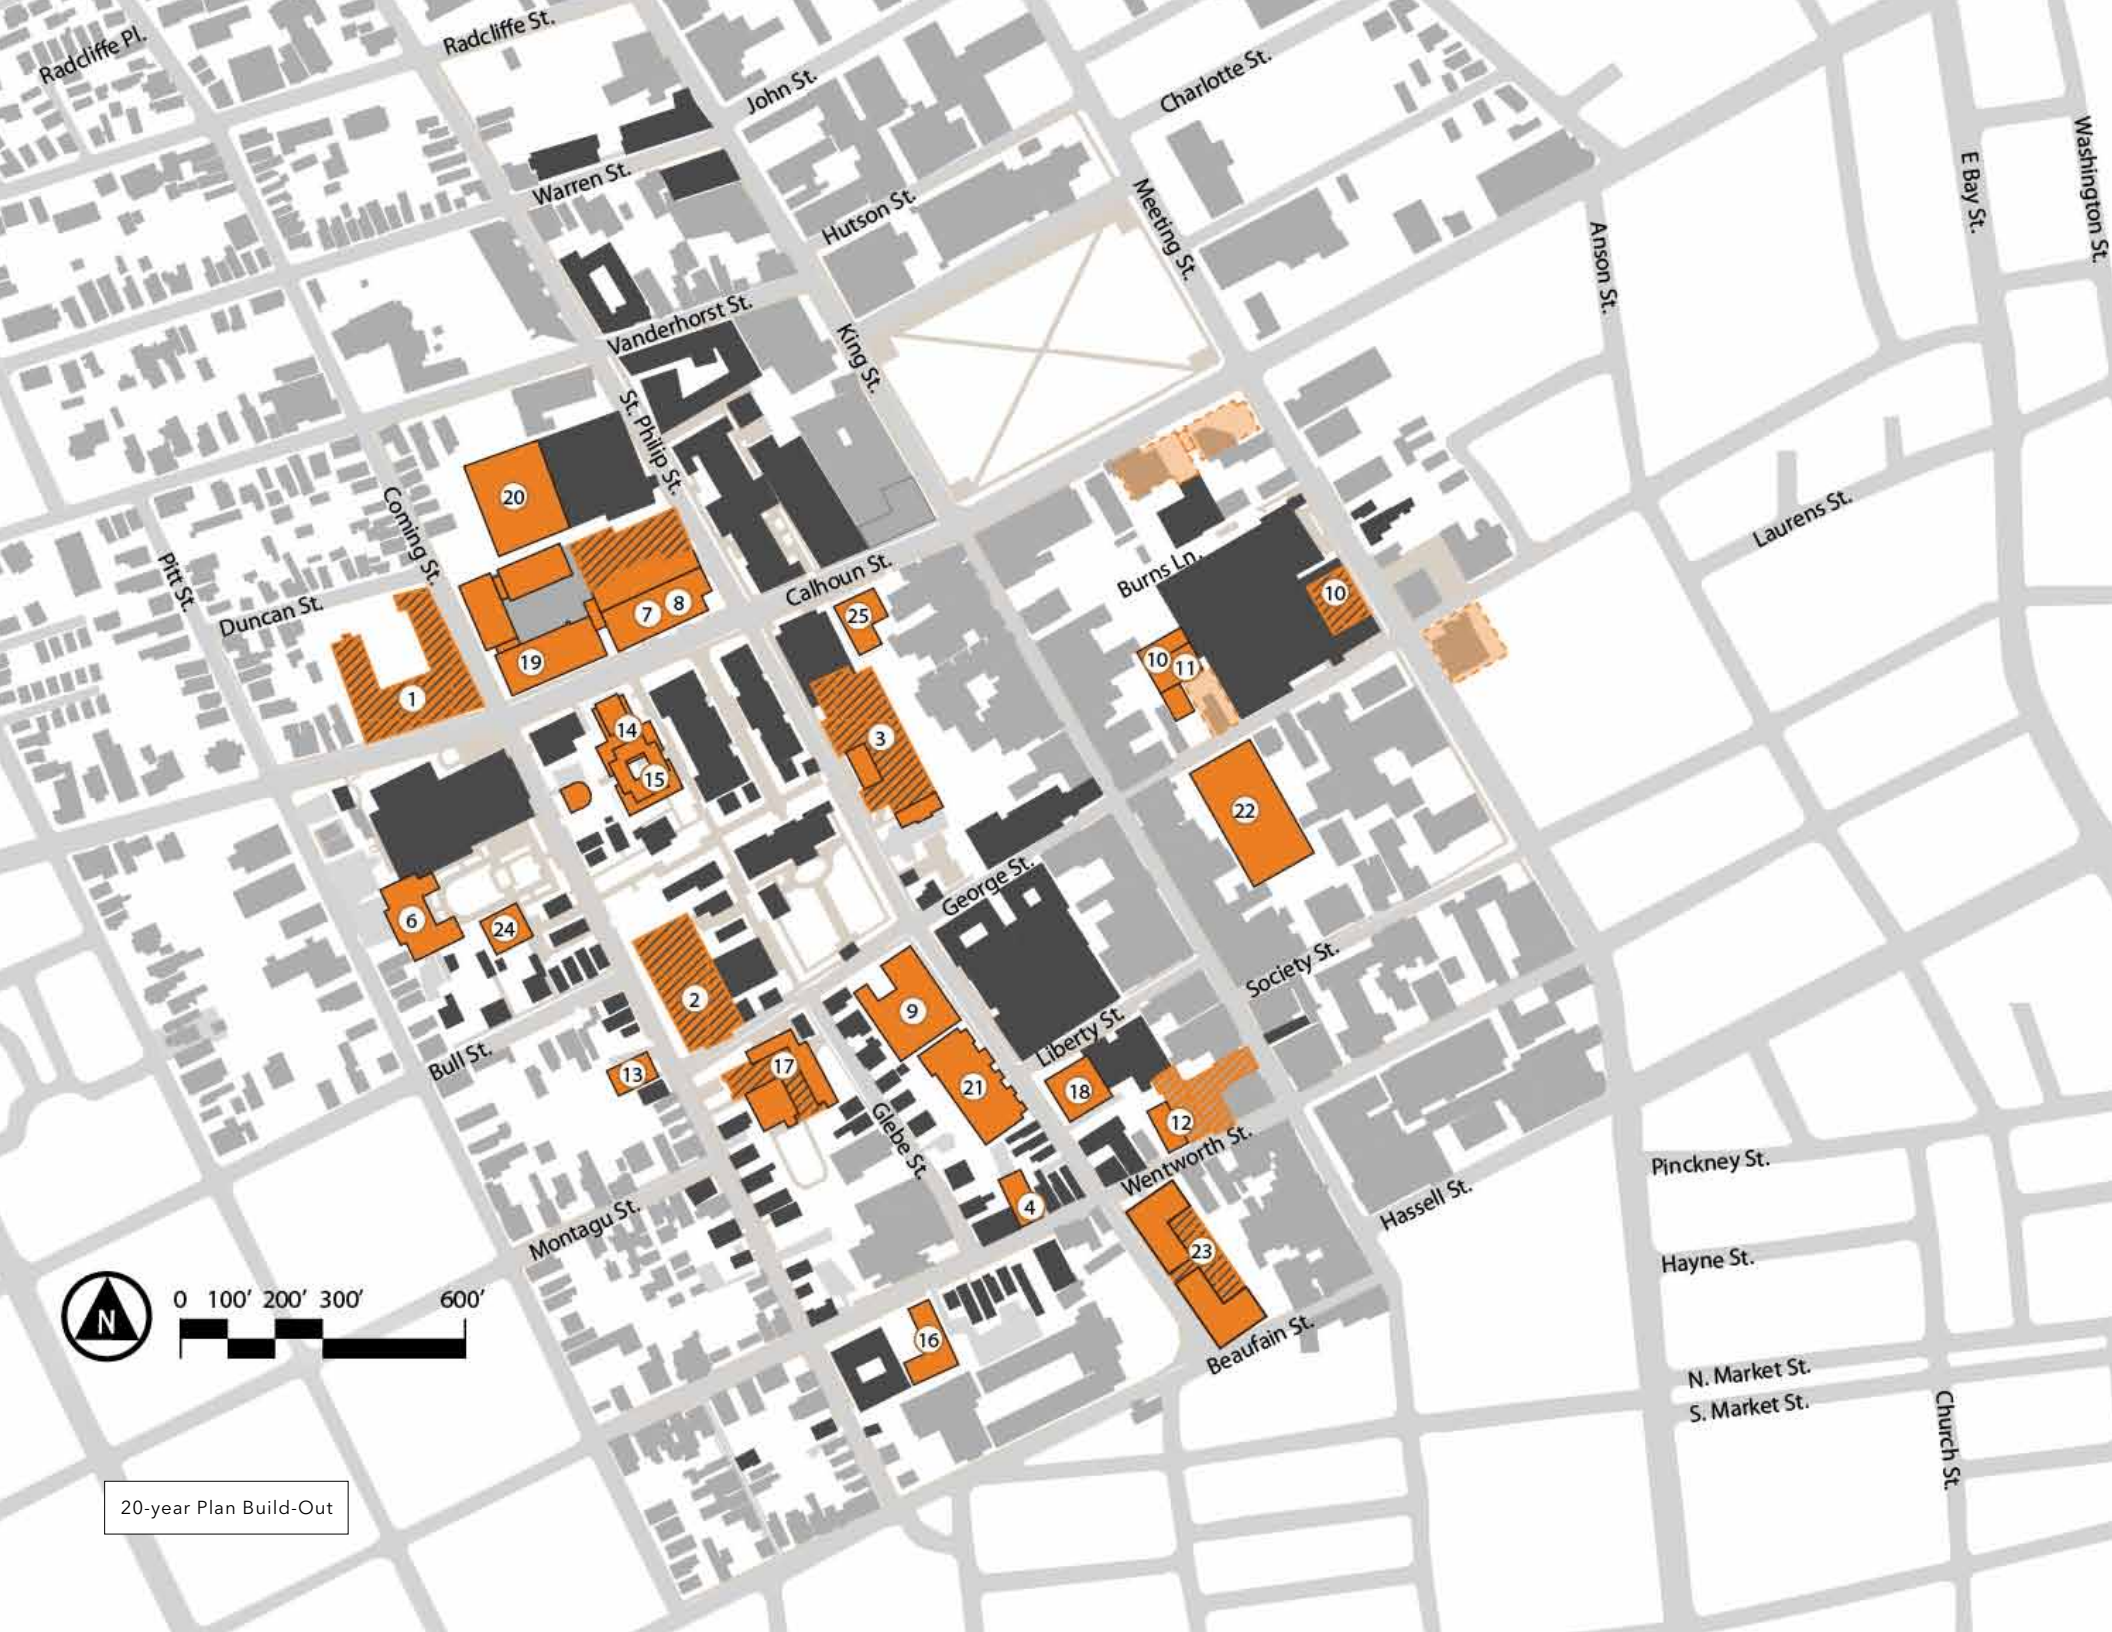 Radcliffe Pl.
Radcliffe St.
John St.
Charlotte St.
Washington St.
E Bay St.
Warren St.
Hutson St.
Meeting St.
Anson St.
Vanderhorst St.
King St.
St. Philip St.
20
Coming St.
Laurens St.
Pitt St.
Duncan St.
Calhoun St.
Burns Ln.
7
8
25
10
19
10
11
1
14
3
15
22
6
24
George St.
2
9
Society St.
Bull St.
13
17
21
Liberty St.
18
12
Glebe St.
Wentworth St.
Pinckney St.
4
Montagu St.
Hassell St.
23
Hayne St.
N
0 100' 200' 300' 600'
16
Beaufain St.
N. Market St.
S. Market St.
Church St.
20-year Plan Build-Out